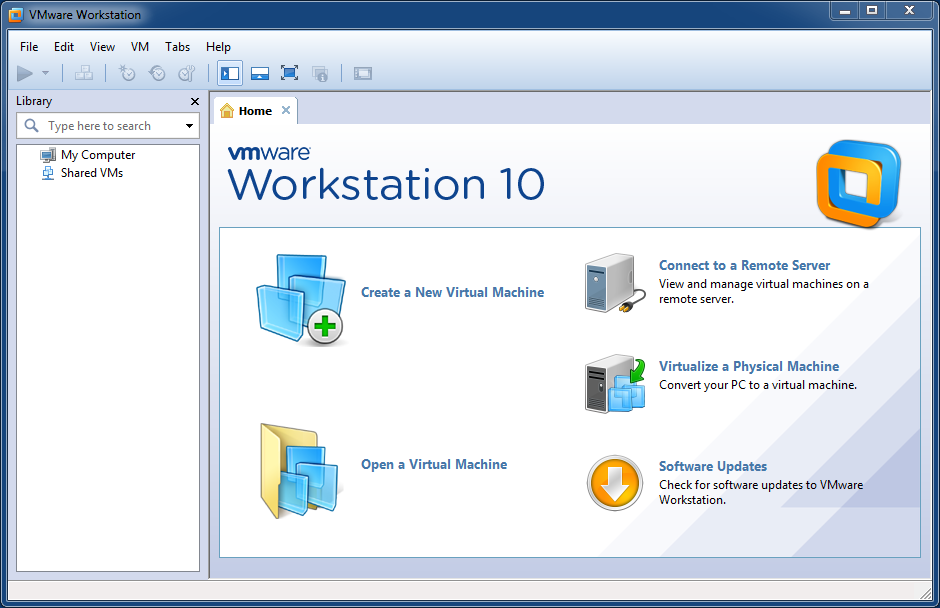 VMware Workstation
File Edit View VM Tabs Help
Library
Type here to search
My Computer
Shared VMs
Home
vmware
Workstation 10
Create a New Virtual Machine
Open a Virtual Machine
Connect to a Remote Server
View and manage virtual machines on a
remote server.
Virtualize a Physical Machine
Convert your PC to a virtual machine.
Software Updates
Check for software updates to VMware
Workstation.